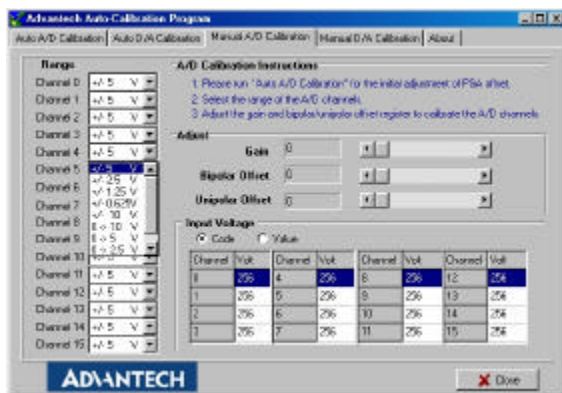 Advantech Auto-Calibration Program
Auto A/D Calibration
Auto D/A Calibration
Manual A/D Calibration
Manual D/A Calibration
About
Range
Channel 0 +/- 5 V
Channel 1 +/- 5 V
Channel 2 +/- 5 V
Channel 3 +/- 5 V
Channel 4 +/- 5 V
Channel 5 +/- 5 V
Channel 6
Channel 7
Channel 8
Channel 9
Channel 10
+/- 2.5 V
+/- 1.25 V
+/- 0.625V
+/- 10 V
0 -> 10 V
0 -> 5 V
0 -> 2.5 V
Channel 11 +/- 5 V
Channel 12 +/- 5 V
Channel 13 +/- 5 V
Channel 14 +/- 5 V
Channel 15 +/- 5 V
A/D Calibration Instructions
1. Please run "Auto A/D Calibration" for the initial adjustment of PGA offset.
2. Select the range of the A/D channels.
3. Adjust the gain and bipolar/unipolar offset register to calibrate the A/D channels
Adjust
Gain 0
Bipolar Offset 0
Unipolar Offset 0
Input Voltage
Code Value
Channel Volt Channel Volt Channel Volt Channel Volt
0 256 4 256 8 256 12 256
1 256 5 256 9 256 13 256
2 256 6 256 10 256 14 256
3 256 7 256 11 256 15 256
ADVANTECH
Close